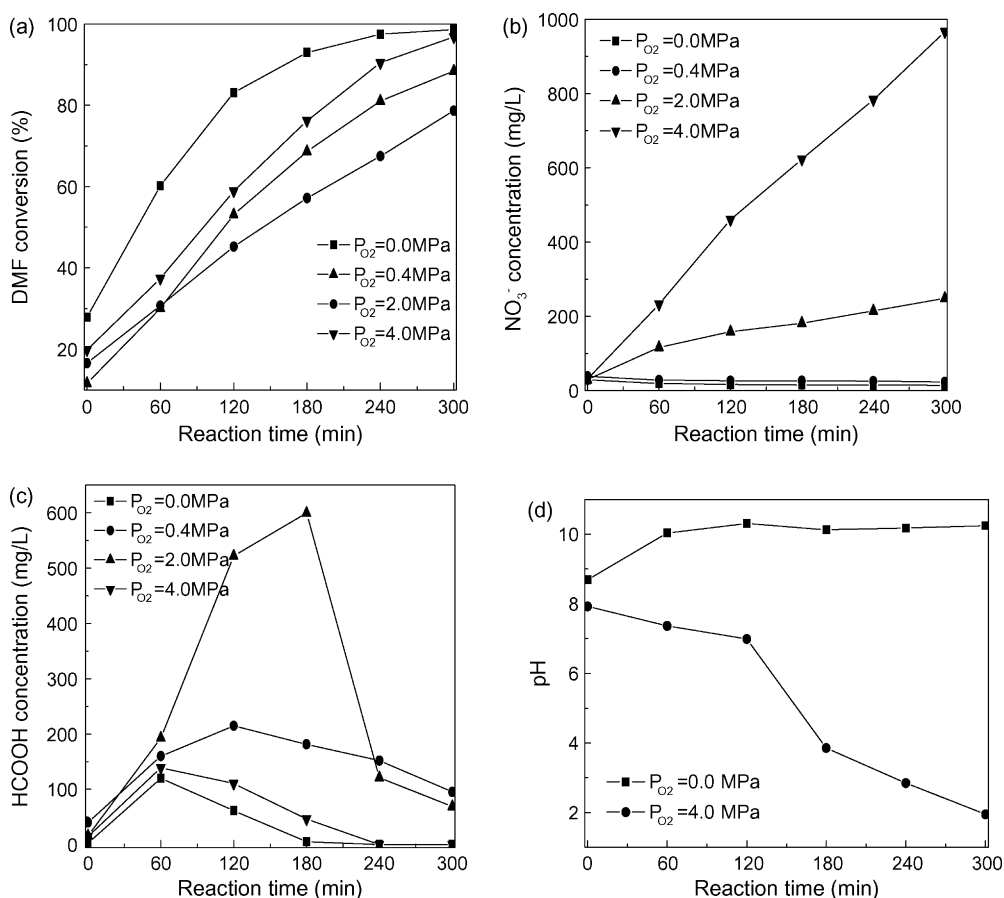 (a)
100
80
60
40
20
0 60 120 180 240 300
DMF conversion (%)
Reaction time (min)
P_O2=0.0MPa
P_O2=0.4MPa
P_O2=2.0MPa
P_O2=4.0MPa
(b)
1000
800
600
400
200
0
0 60 120 180 240 300
NO3- concentration (mg/L)
Reaction time (min)
P_O2=0.0MPa
P_O2=0.4MPa
P_O2=2.0MPa
P_O2=4.0MPa
(c)
600
500
400
300
200
100
0
0 60 120 180 240 300
HCOOH concentration (mg/L)
Reaction time (min)
P_O2=0.0MPa
P_O2=0.4MPa
P_O2=2.0MPa
P_O2=4.0MPa
(d)
10
8
6
4
2
0 60 120 180 240 300
pH
Reaction time (min)
P_O2=0.0 MPa
P_O2=4.0 MPa